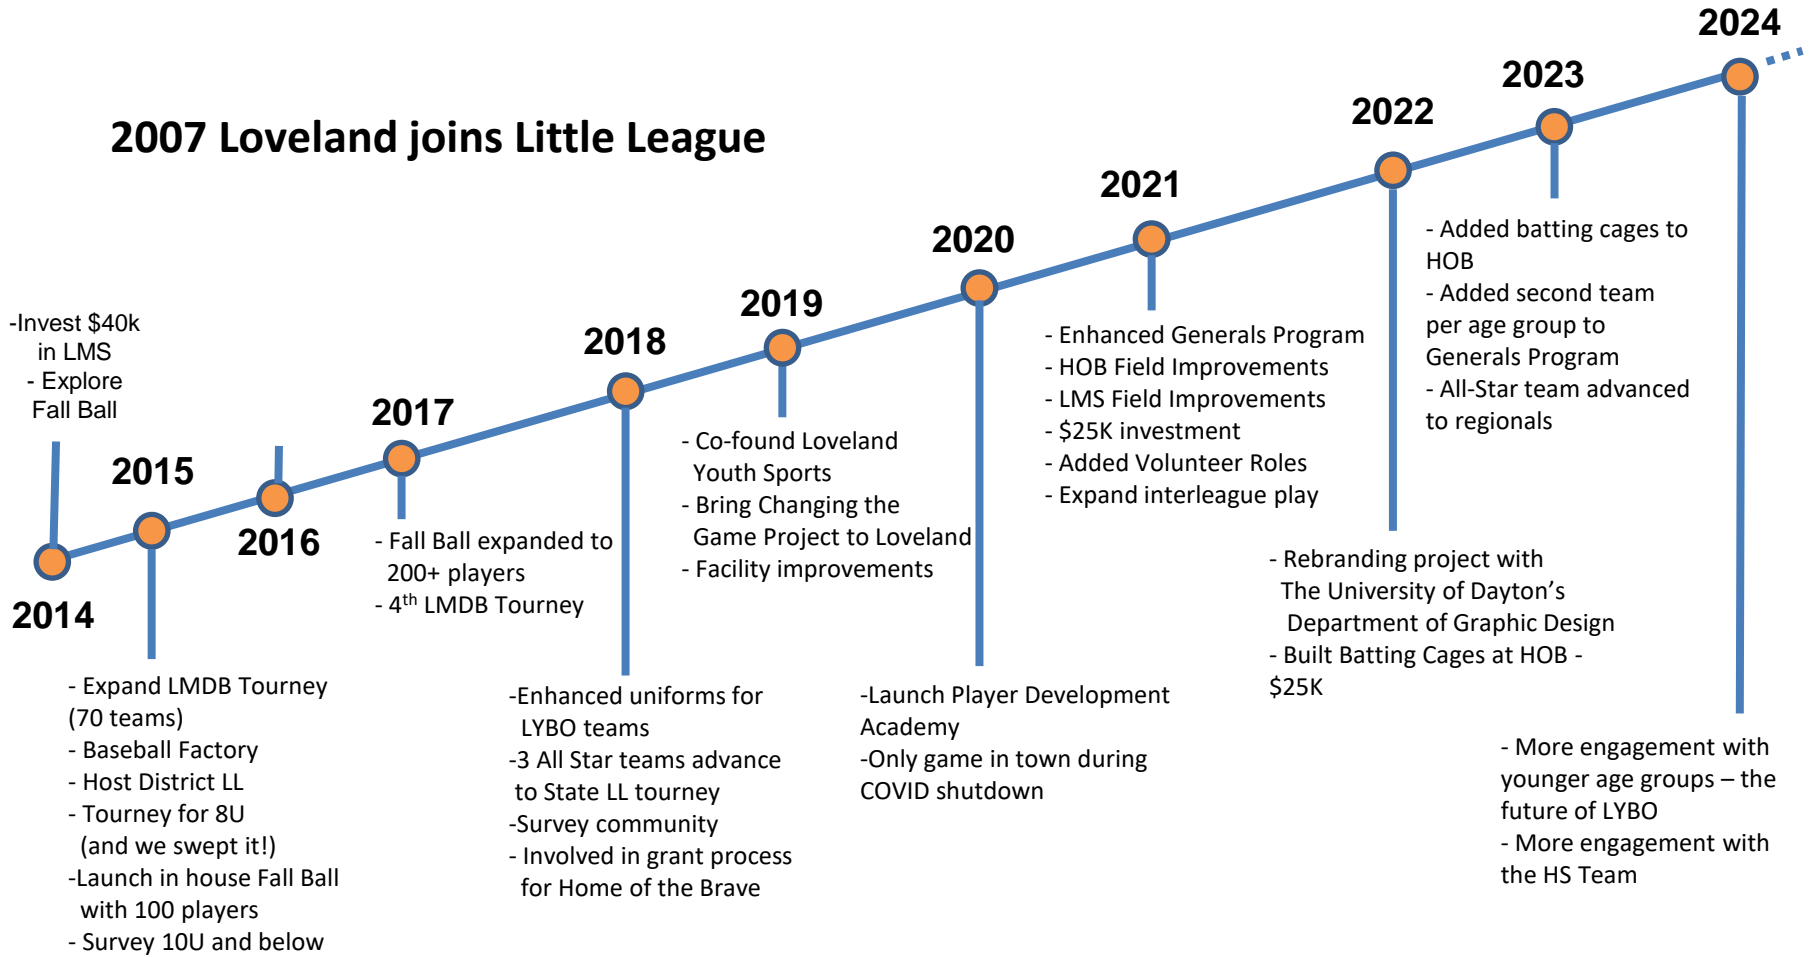 2007 Loveland joins Little League
-Invest $40k
in LMS
- Explore
Fall Ball
2014
2015
- Expand LMDB Tourney
(70 teams)
- Baseball Factory
- Host District LL
- Tourney for 8U
(and we swept it!)
-Launch in house Fall Ball
with 100 players
- Survey 10U and below
2016
2017
- Fall Ball expanded to
200+ players
- 4th LMDB Tourney
2018
-Enhanced uniforms for
LYBO teams
-3 All Star teams advance
to State LL tourney
-Survey community
- Involved in grant process
for Home of the Brave
2019
- Co-found Loveland
Youth Sports
- Bring Changing the
Game Project to Loveland
- Facility improvements
2020
-Launch Player Development
Academy
-Only game in town during
COVID shutdown
2021
- Enhanced Generals Program
- HOB Field Improvements
- LMS Field Improvements
- $25K investment
- Added Volunteer Roles
- Expand interleague play
2022
- Rebranding project with
The University of Dayton’s
Department of Graphic Design
- Built Batting Cages at HOB -
$25K
2023
- Added batting cages to
HOB
- Added second team
per age group to
Generals Program
- All-Star team advanced
to regionals
2024
- More engagement with
younger age groups – the
future of LYBO
- More engagement with
the HS Team